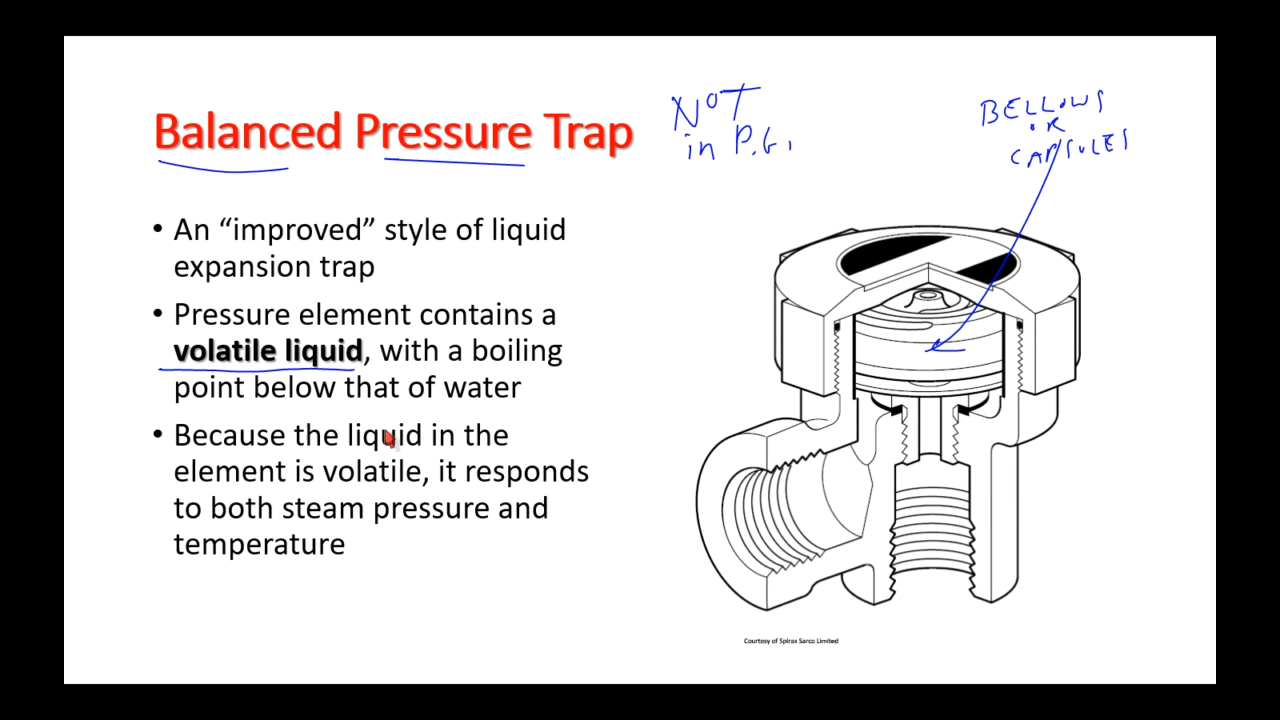 Balanced Pressure Trap
NOT
in P.G.
BELLOWS
OR
CAPSULES
• An “improved” style of liquid
expansion trap
• Pressure element contains a
volatile liquid, with a boiling
point below that of water
• Because the liquid in the
element is volatile, it responds
to both steam pressure and
temperature
Courtesy of Spirax Sarco Limited